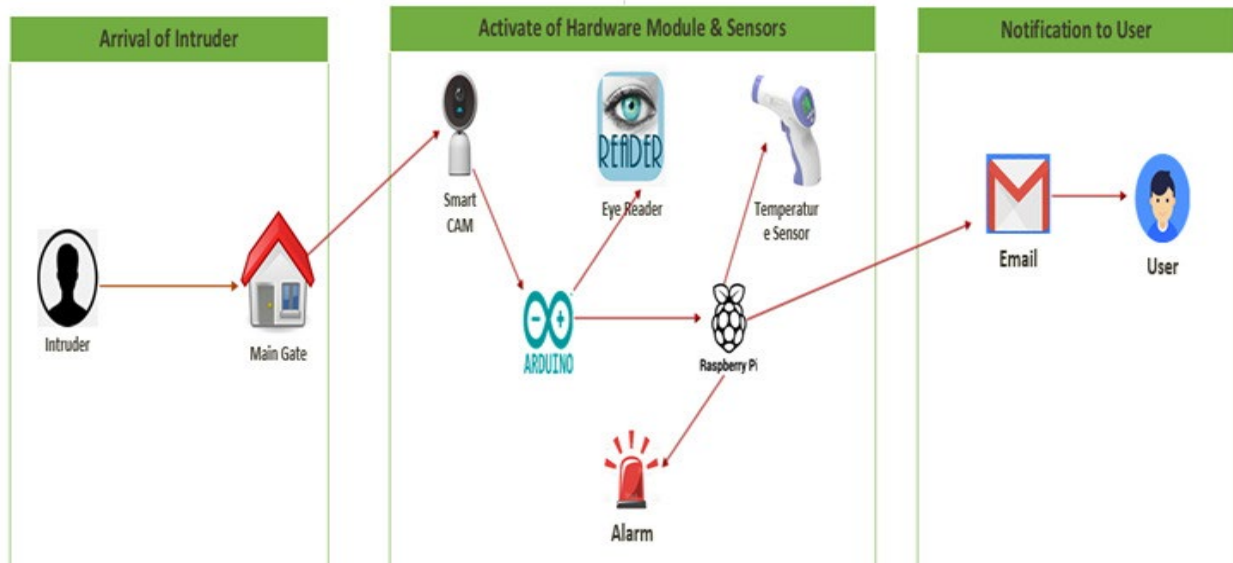 Arrival of Intruder
Activate of Hardware Module & Sensors
Notification to User
READER
Smart
CAM
Eye Reader
Temperatur
e Sensor
Email
User
Intruder
Main Gate
ARDUINO
Raspberry Pi
Alarm